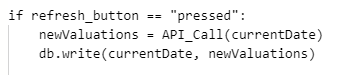 if refresh_button == "pressed":
    newValuations = API_Call(currentDate)
    db.write(currentDate, newValuations)